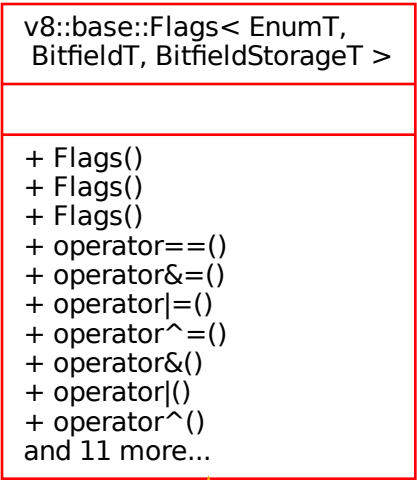 v8::base::Flags< EnumT,
BitfieldT, BitfieldStorageT >
+ Flags()
+ Flags()
+ Flags()
+ operator==()
+ operator&=()
+ operator|=()
+ operator^=()
+ operator&()
+ operator|()
+ operator^()
and 11 more...